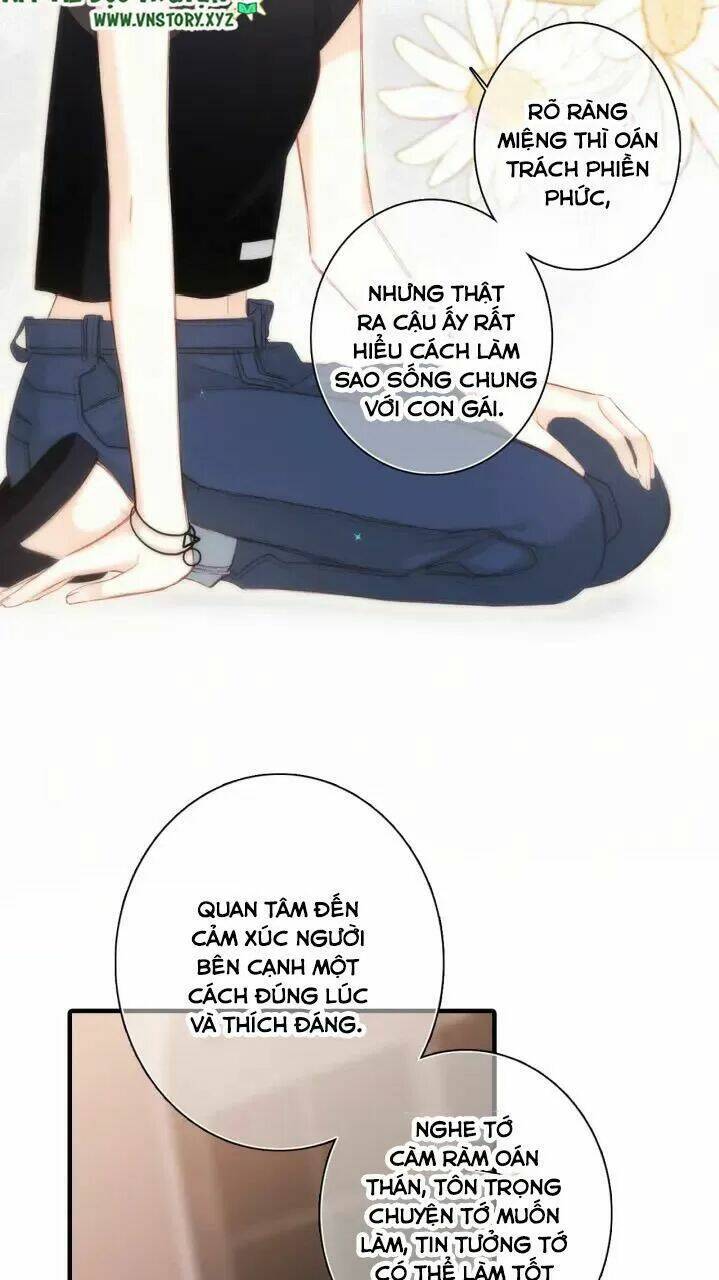 WWW.VNSTORY.XYZ
RÕ RÀNG
MIỆNG THÌ OÁN
TRÁCH PHIỀN
PHỨC,
NHƯNG THẬT
RA CẬU ẤY RẤT
HIỂU CÁCH LÀM
SAO SỐNG CHUNG
VỚI CON GÁI.
QUAN TÂM ĐẾN
CẢM XÚC NGƯỜI
BÊN CẠNH MỘT
CÁCH ĐÚNG LÚC
VÀ THÍCH ĐÁNG.
NGHE TỚ
CÀM RÀM OÁN
THÁN, TÔN TRỌNG
CHUYỆN TỚ MUỐN
LÀM, TIN TƯỞNG TỚ
CÓ THỂ LÀM TỐT